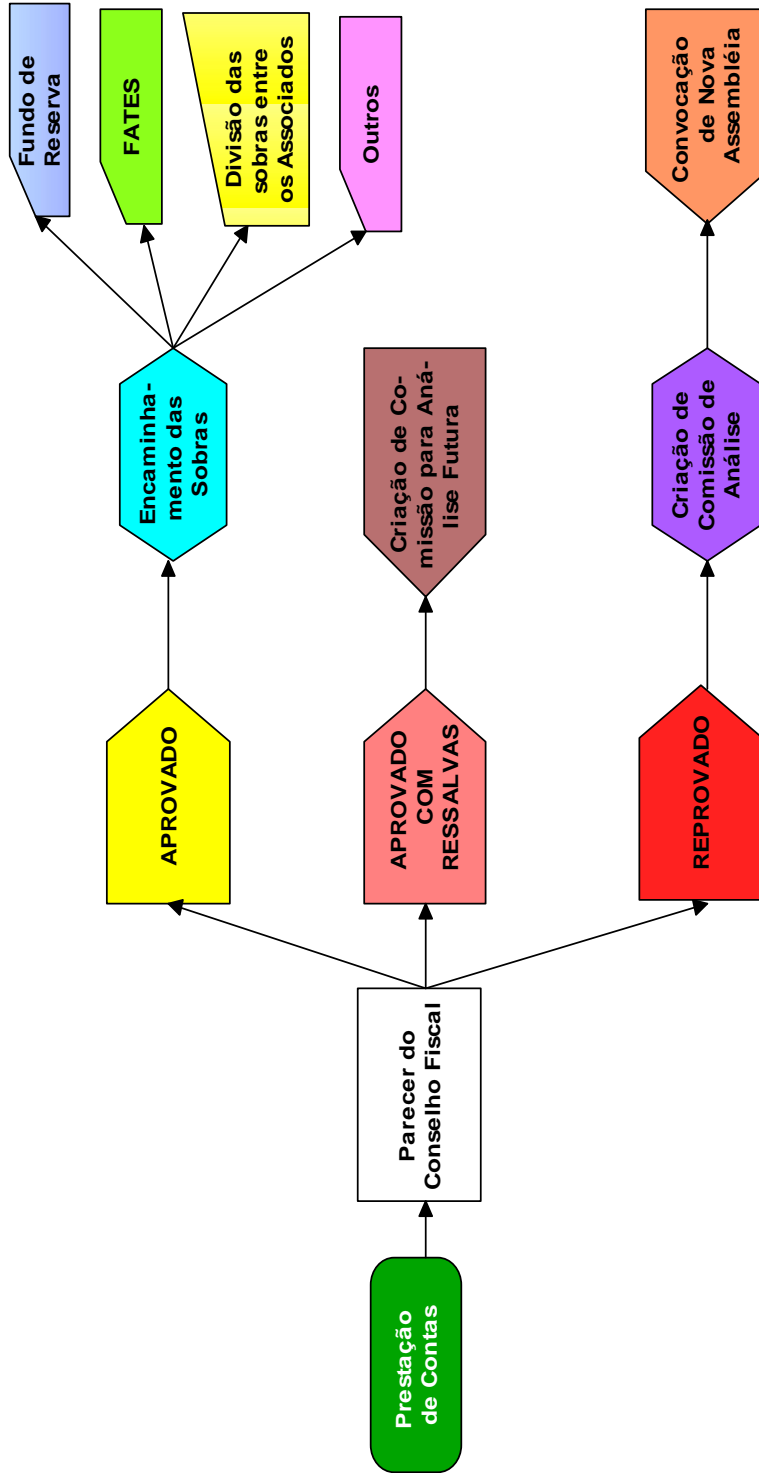 Prestação
de Contas
Parecer do
Conselho Fiscal
APROVADO
Encaminha-
mento das
Sobras
Fundo de
Reserva
FATES
Divisão das
sobras entre
os Associados
Outros
APROVADO
COM
RESSALVAS
Criação de Co-
missão para Aná-
lise Futura
REPROVADO
Criação de
Comissão de
Análise
Convocação
de Nova
Assembléia